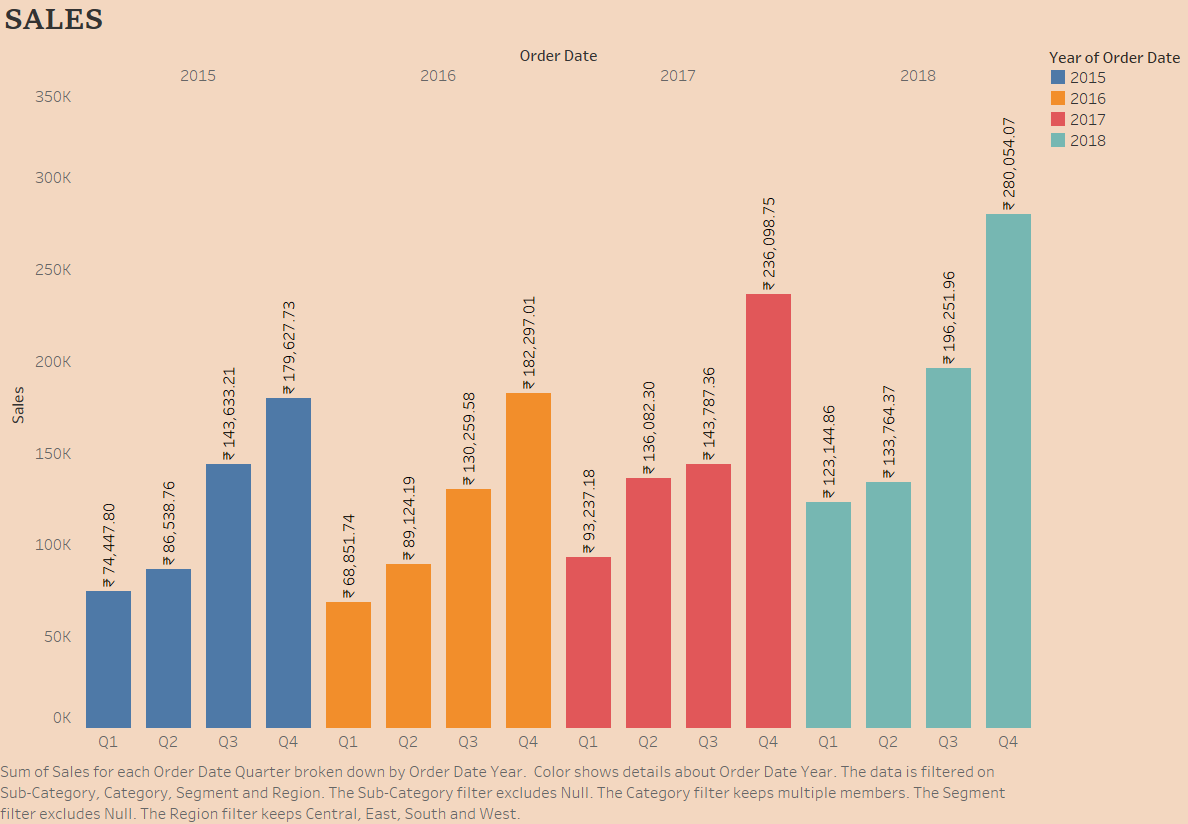 SALES
Order Date
2015 2016 2017 2018
Year of Order Date
2015
2016
2017
2018
Sales
350K
300K
250K
200K
150K
100K
50K
0K
₹ 74,447.80
₹ 86,538.76
₹ 143,633.21
₹ 179,627.73
₹ 68,851.74
₹ 89,124.19
₹ 130,259.58
₹ 182,297.01
₹ 93,237.18
₹ 136,082.30
₹ 143,787.36
₹ 236,098.75
₹ 123,144.86
₹ 133,764.37
₹ 196,251.96
₹ 280,054.07
Q1 Q2 Q3 Q4 Q1 Q2 Q3 Q4 Q1 Q2 Q3 Q4 Q1 Q2 Q3 Q4
Sum of Sales for each Order Date Quarter broken down by Order Date Year.  Color shows details about Order Date Year. The data is filtered on
Sub-Category, Category, Segment and Region. The Sub-Category filter excludes Null. The Category filter keeps multiple members. The Segment
filter excludes Null. The Region filter keeps Central, East, South and West.